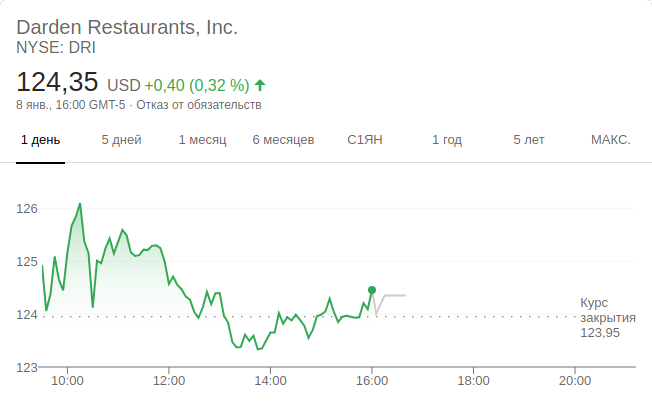 Darden Restaurants, Inc.
NYSE: DRI
124,35 USD +0,40 (0,32 %)
8 янв., 16:00 GMT-5 · Отказ от обязательств
1 день 5 дней 1 месяц 6 месяцев С1ЯН 1 год 5 лет МАКС.
126
125
124
123
Курс
закрытия
123,95
10:00 12:00 14:00 16:00 18:00 20:00